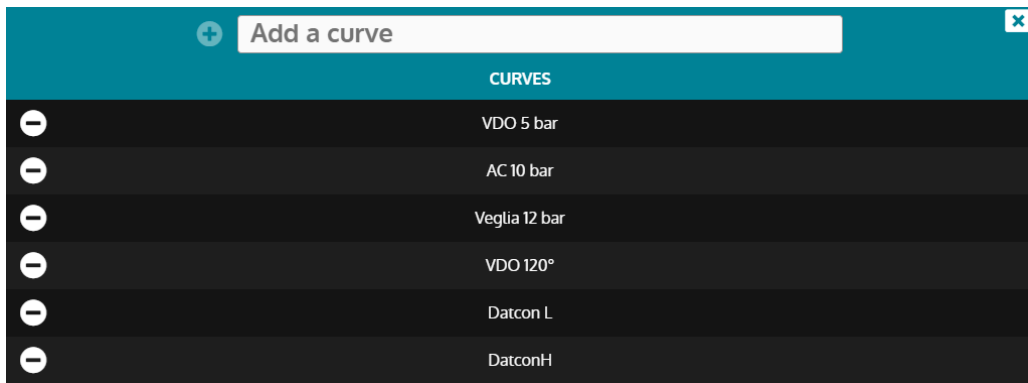 Add a curve
CURVES
VDO 5 bar
AC 10 bar
Veglia 12 bar
VDO 120°
Datcon L
DatconH